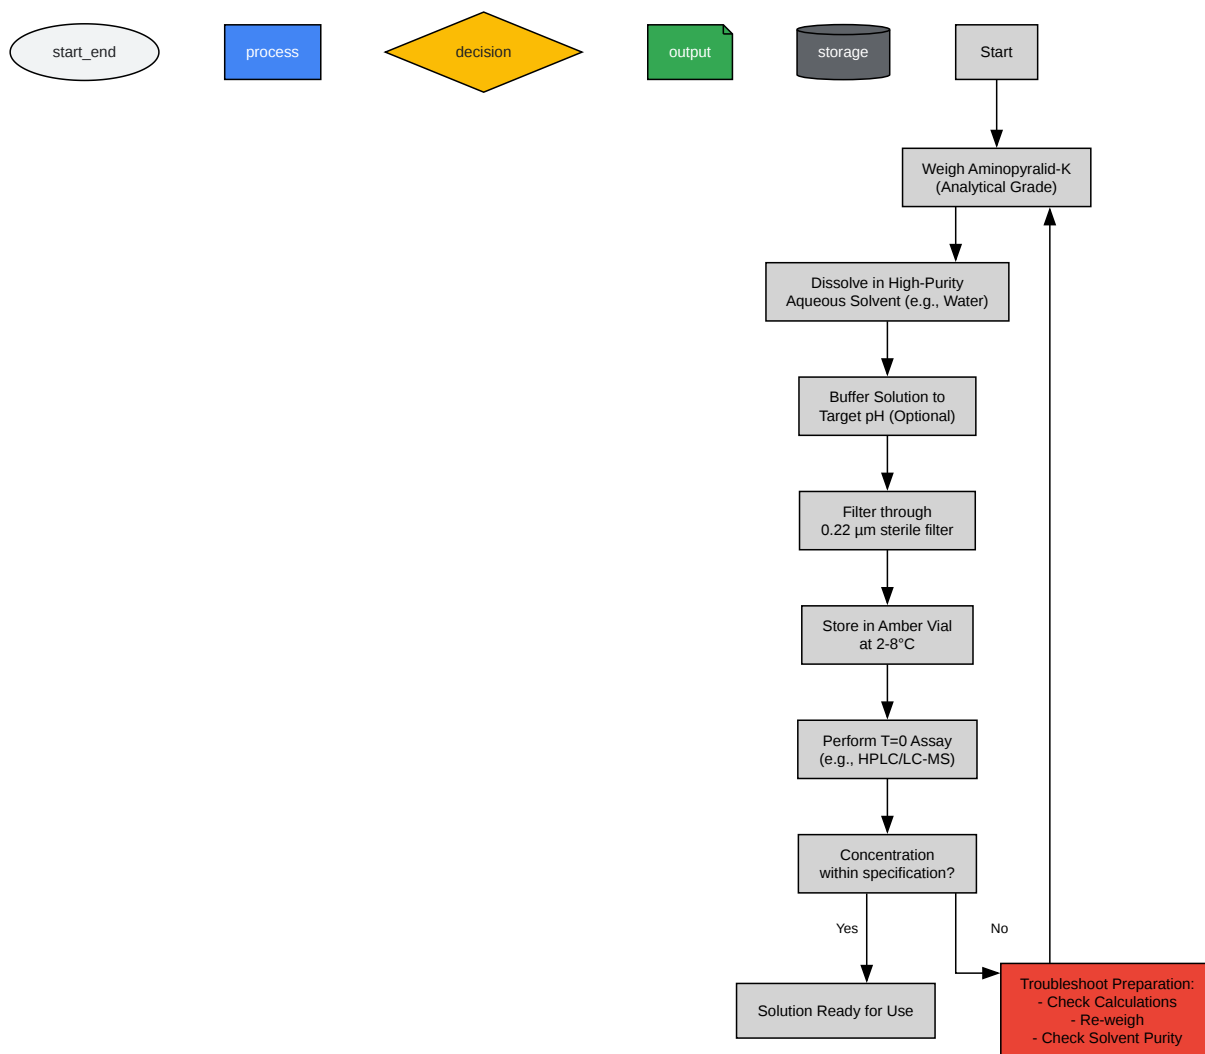 start_end
process
decision
output
storage
Start
Weigh Aminopyralid-K
(Analytical Grade)
Dissolve in High-Purity
Aqueous Solvent (e.g., Water)
Buffer Solution to
Target pH (Optional)
Filter through
0.22 µm sterile filter
Store in Amber Vial
at 2-8°C
Perform T=0 Assay
(e.g., HPLC/LC-MS)
Concentration
within specification?
Yes
No
Solution Ready for Use
Troubleshoot Preparation:
- Check Calculations
- Re-weigh
- Check Solvent Purity